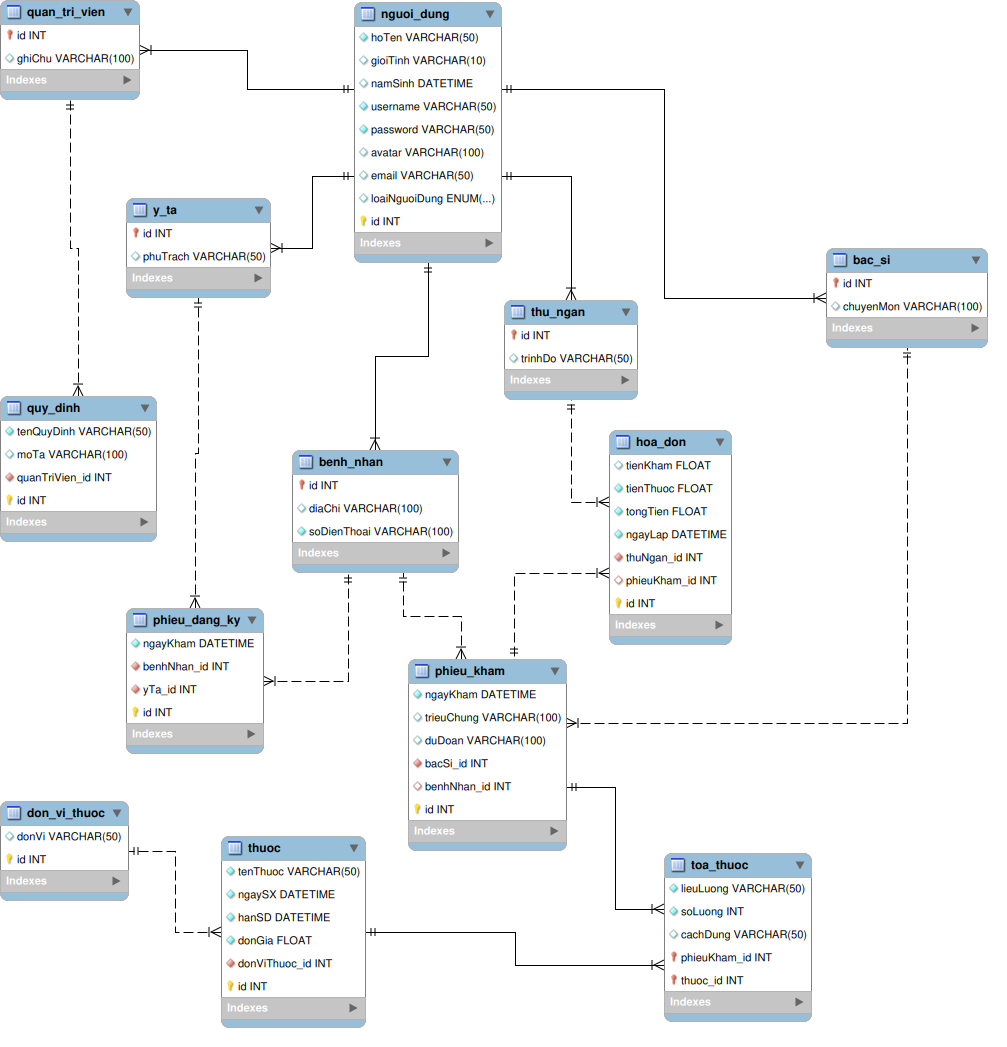 quan_tri_vien
id INT
ghiChu VARCHAR(100)
Indexes
nguoi_dung
hoTen VARCHAR(50)
gioiTinh VARCHAR(10)
namSinh DATETIME
username VARCHAR(50)
password VARCHAR(50)
avatar VARCHAR(100)
email VARCHAR(50)
loaiNguoiDung ENUM(...)
id INT
Indexes
y_ta
id INT
phuTrach VARCHAR(50)
Indexes
bac_si
id INT
chuyenMon VARCHAR(100)
Indexes
thu_ngan
id INT
trinhDo VARCHAR(50)
Indexes
quy_dinh
tenQuyDinh VARCHAR(50)
moTa VARCHAR(100)
quanTriVien_id INT
id INT
Indexes
benh_nhan
id INT
diaChi VARCHAR(100)
soDienThoai VARCHAR(100)
Indexes
hoa_don
tienKham FLOAT
tienThuoc FLOAT
tongTien FLOAT
ngayLap DATETIME
thuNgan_id INT
phieuKham_id INT
id INT
Indexes
phieu_dang_ky
ngayKham DATETIME
benhNhan_id INT
yTa_id INT
id INT
Indexes
phieu_kham
ngayKham DATETIME
trieuChung VARCHAR(100)
duDoan VARCHAR(100)
bacSi_id INT
benhNhan_id INT
id INT
Indexes
don_vi_thuoc
donVi VARCHAR(50)
id INT
Indexes
thuoc
tenThuoc VARCHAR(50)
ngaySX DATETIME
hanSD DATETIME
donGia FLOAT
donViThuoc_id INT
id INT
Indexes
toa_thuoc
lieuLuong VARCHAR(50)
soLuong INT
cachDung VARCHAR(50)
phieuKham_id INT
thuoc_id INT
Indexes